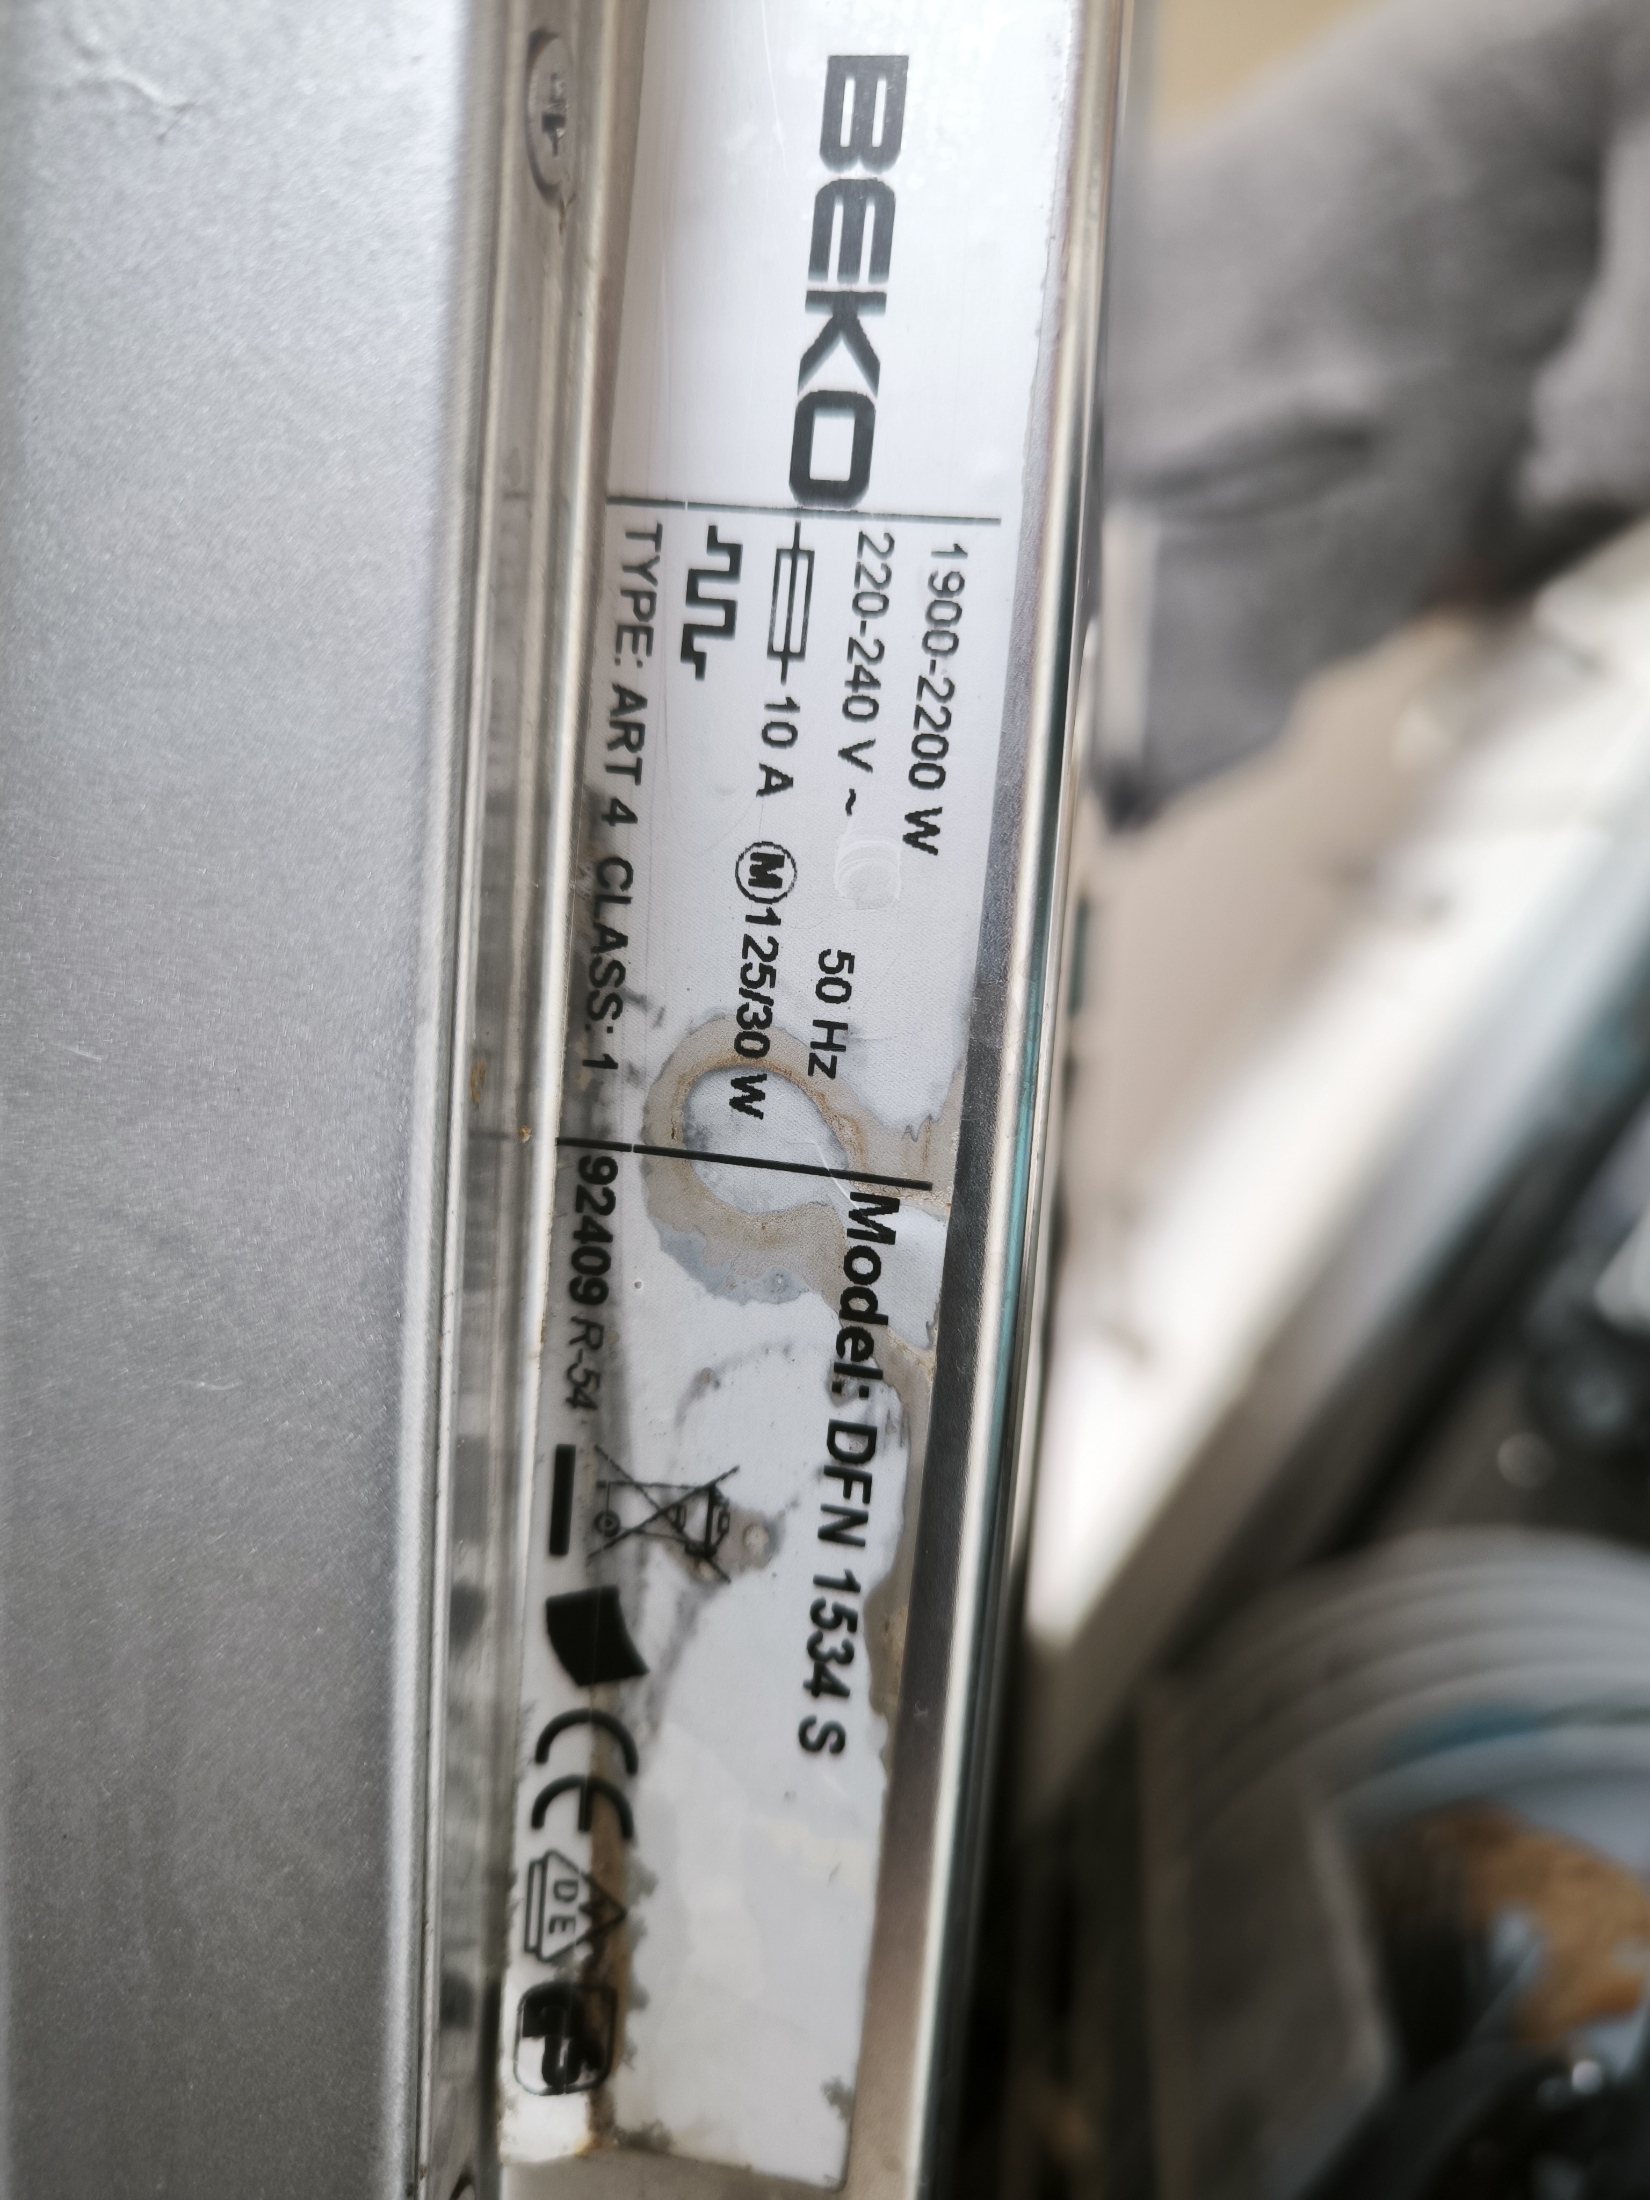 BEKO
1900-2200 W
220-240 V ~ 50 Hz
10 A M 125/30 W
TYPE: ART 4 CLASS: 1
Model: DFN 1534 S
92409 R-54
CE
DE
GS